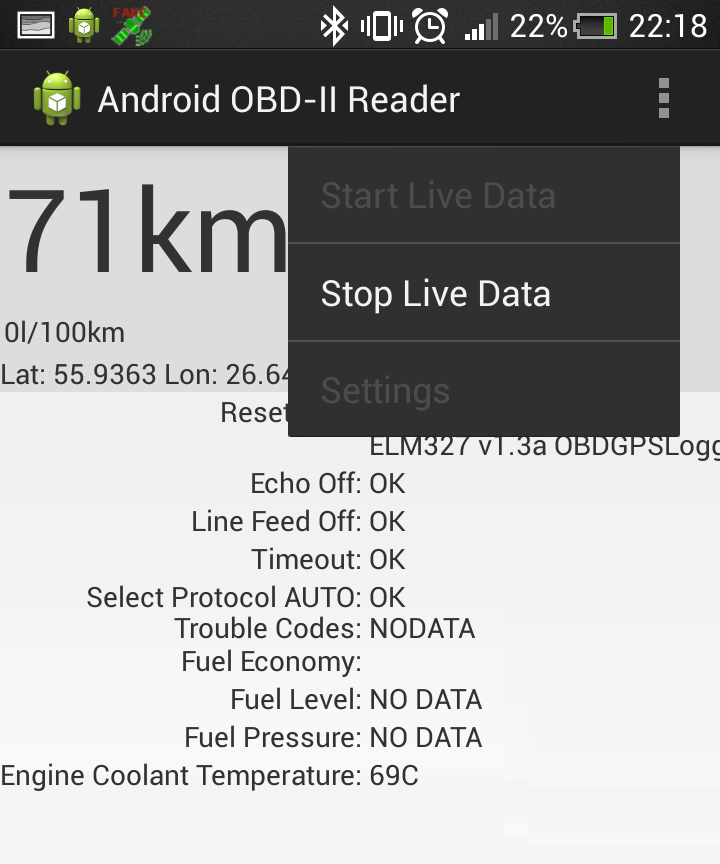 FAKE
22% 22:18
Android OBD-II Reader
Start Live Data
71km
Stop Live Data
0l/100km
Lat: 55.9363 Lon: 26.64
Settings
Reset
ELM327 v1.3a OBDGPSLogg
Echo Off: OK
Line Feed Off: OK
Timeout: OK
Select Protocol AUTO: OK
Trouble Codes: NODATA
Fuel Economy:
Fuel Level: NO DATA
Fuel Pressure: NO DATA
Engine Coolant Temperature: 69C